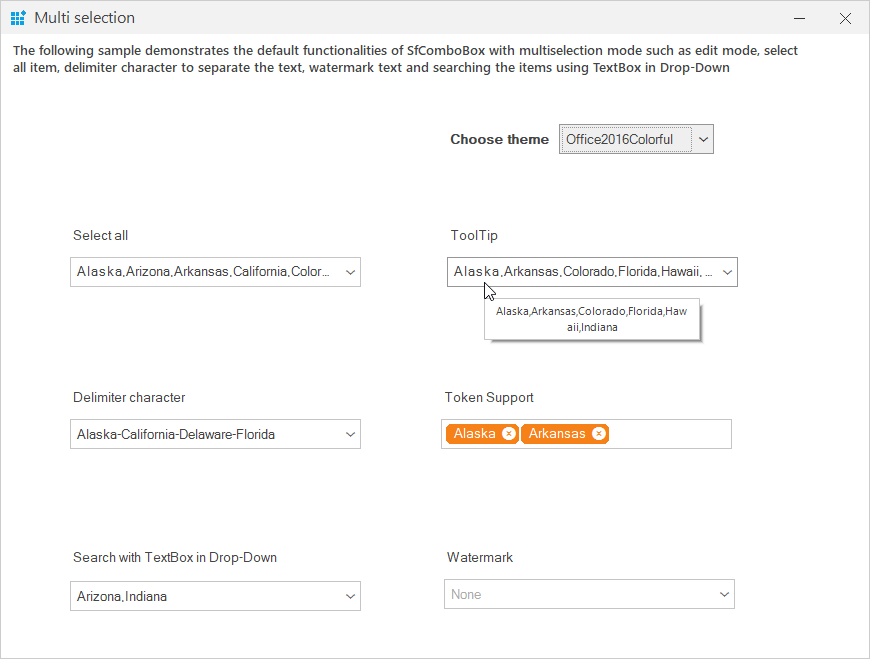 Multi selection
The following sample demonstrates the default functionalities of SfComboBox with multiselection mode such as edit mode, select
all item, delimiter character to separate the text, watermark text and searching the items using TextBox in Drop-Down
Choose theme
Office2016Colorful
Select all
ToolTip
Alaska,Arizona,Arkansas,California,Color...
Alaska,Arkansas,Colorado,Florida,Hawaii, ...
Alaska,Arkansas,Colorado,Florida,Haw
aii,Indiana
Delimiter character
Token Support
Alaska-California-Delaware-Florida
Alaska
Arkansas
Search with TextBox in Drop-Down
Watermark
Arizona,Indiana
None